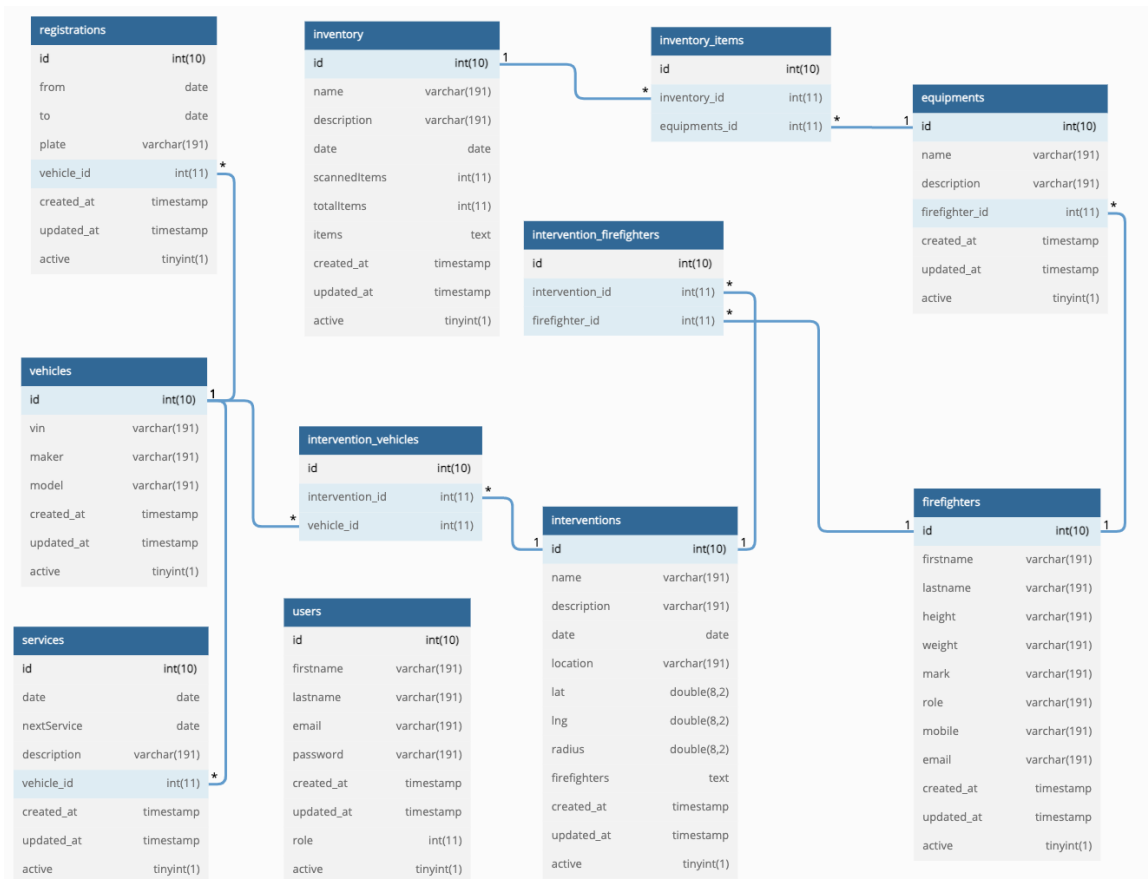 registrations
id int(10)
from date
to date
plate varchar(191)
vehicle_id int(11) *
created_at timestamp
updated_at timestamp
active tinyint(1)
inventory
id int(10) 1
name varchar(191)
description varchar(191)
date date
scannedItems int(11)
totalItems int(11)
items text
created_at timestamp
updated_at timestamp
active tinyint(1)
inventory_items
id int(10)
* inventory_id int(11)
equipments_id int(11) *
equipments
1 id int(10)
name varchar(191)
description varchar(191)
firefighter_id int(11) *
created_at timestamp
updated_at timestamp
active tinyint(1)
intervention_firefighters
id int(10)
intervention_id int(11) *
firefighter_id int(11) *
vehicles
id int(10) 1
vin varchar(191)
maker varchar(191)
model varchar(191)
created_at timestamp
updated_at timestamp
active tinyint(1)
intervention_vehicles
id int(10)
intervention_id int(11) *
* vehicle_id int(11)
interventions
1 id int(10) 1
name varchar(191)
description varchar(191)
date date
location varchar(191)
lat double(8,2)
lng double(8,2)
radius double(8,2)
firefighters text
created_at timestamp
updated_at timestamp
active tinyint(1)
firefighters
1 id int(10) 1
firstname varchar(191)
lastname varchar(191)
height varchar(191)
weight varchar(191)
mark varchar(191)
role varchar(191)
mobile varchar(191)
email varchar(191)
created_at timestamp
updated_at timestamp
active tinyint(1)
services
id int(10)
date date
nextService date
description varchar(191)
vehicle_id int(11) *
created_at timestamp
updated_at timestamp
active tinyint(1)
users
id int(10)
firstname varchar(191)
lastname varchar(191)
email varchar(191)
password varchar(191)
created_at timestamp
updated_at timestamp
role int(11)
active tinyint(1)